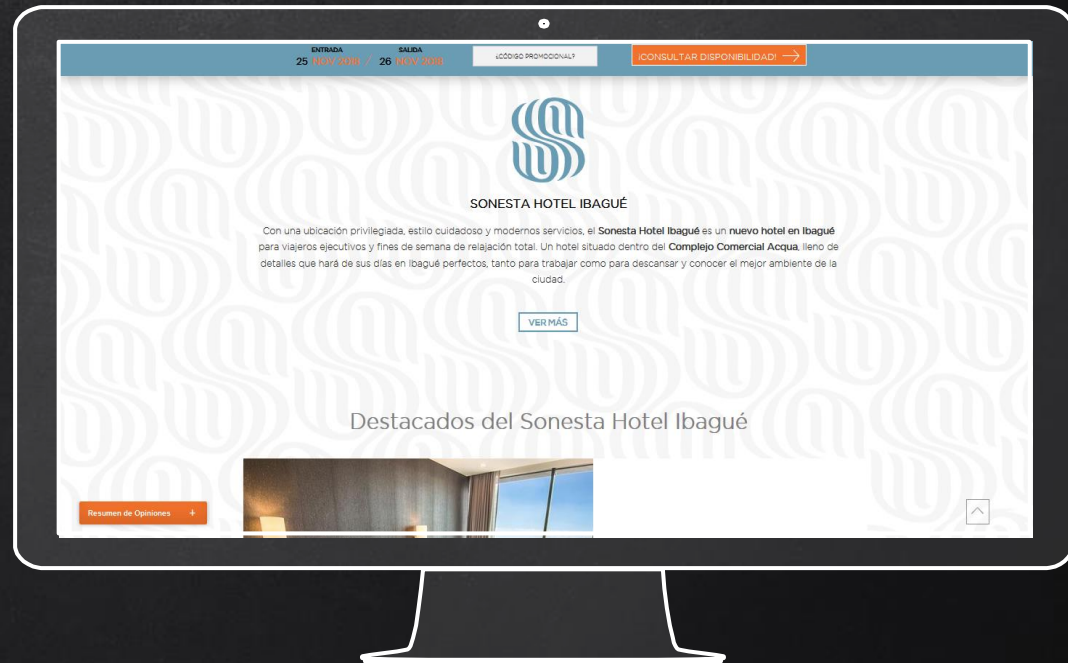 ENTRADA SALIDA
25 NOV 2018 / 26 NOV 2018
¿CÓDIGO PROMOCIONAL?
¡CONSULTAR DISPONIBILIDAD!
SONESTA HOTEL IBAGUÉ
Con una ubicación privilegiada, estilo cuidadoso y modernos servicios, el Sonesta Hotel Ibagué es un nuevo hotel en Ibagué
para viajeros ejecutivos y fines de semana de relajación total. Un hotel situado dentro del Complejo Comercial Acqua, lleno de
detalles que hará de sus días en Ibagué perfectos, tanto para trabajar como para descansar y conocer el mejor ambiente de la
ciudad.
VER MÁS
Destacados del Sonesta Hotel Ibagué
Resumen de Opiniones +